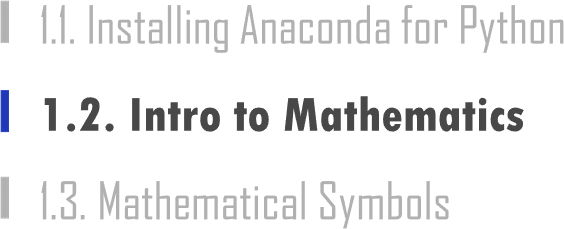 1.1. Installing Anaconda for Python
1.2. Intro to Mathematics
1.3. Mathematical Symbols